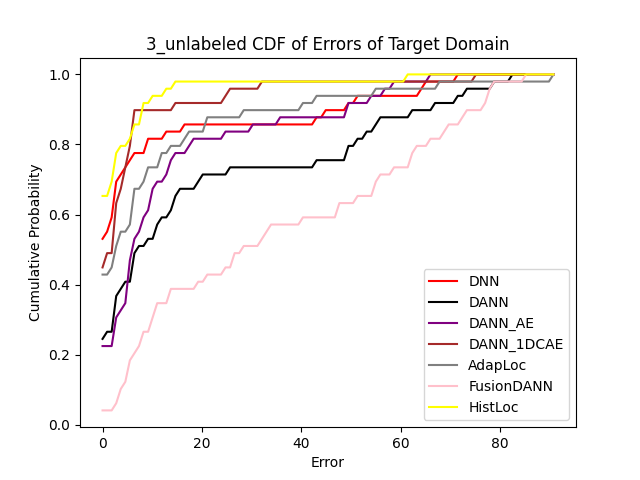 3_unlabeled CDF of Errors of Target Domain
Cumulative Probability
1.0
0.8
0.6
0.4
0.2
0.0
0
20
40
60
80
Error
DNN
DANN
DANN_AE
DANN_1DCAE
AdapLoc
FusionDANN
HistLoc